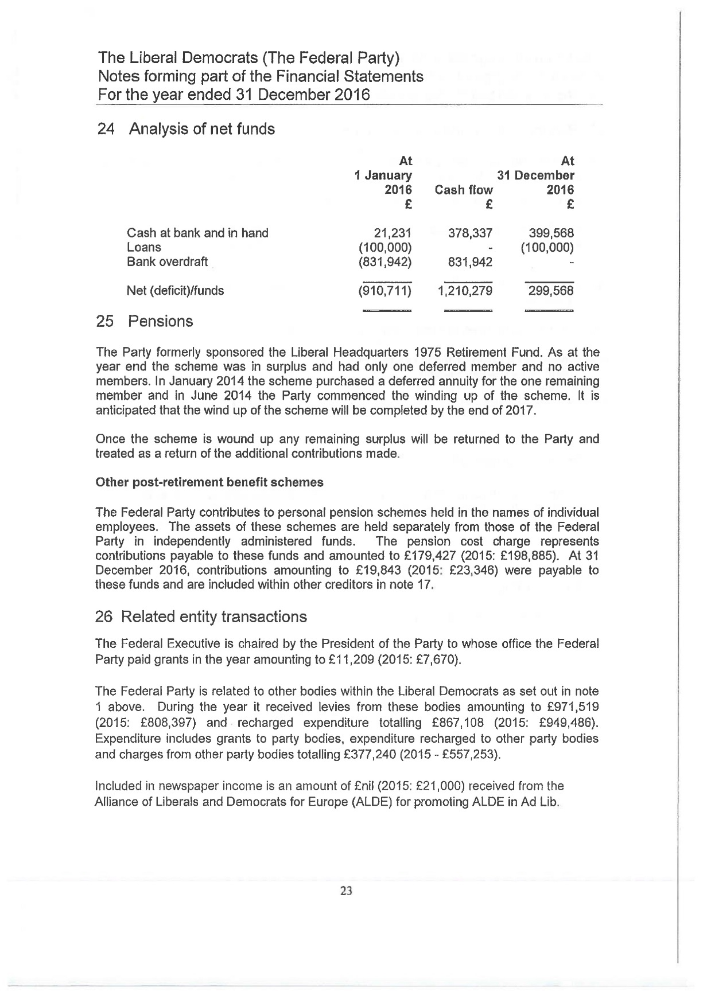 The Liberal Democrats (The Federal Party)
Notes forming part of the Financial Statements
For the year ended 31 December 2016
24 Analysis of net funds
At At
1 January 31 December
2016 Cash flow 2016
£ £ £
Cash at bank and in hand 21,231 378,337 399,568
Loans (100,000) - (100,000)
Bank overdraft (831,942) 831,942 -
Net (deficit)/funds (910,711) 1,210,279 299,568
25 Pensions
The Party formerly sponsored the Liberal Headquarters 1975 Retirement Fund. As at the
year end the scheme was in surplus and had only one deferred member and no active
members. In January 2014 the scheme purchased a deferred annuity for the one remaining
member and in June 2014 the Party commenced the winding up of the scheme. It is
anticipated that the wind up of the scheme will be completed by the end of 2017.
Once the scheme is wound up any remaining surplus will be returned to the Party and
treated as a return of the additional contributions made.
Other post-retirement benefit schemes
The Federal Party contributes to personal pension schemes held in the names of individual
employees. The assets of these schemes are held separately from those of the Federal
Party in independently administered funds. The pension cost charge represents
contributions payable to these funds and amounted to £179,427 (2015: £198,885). At 31
December 2016, contributions amounting to £19,843 (2015: £23,346) were payable to
these funds and are included within other creditors in note 17.
26 Related entity transactions
The Federal Executive is chaired by the President of the Party to whose office the Federal
Party paid grants in the year amounting to £11,209 (2015: £7,670).
The Federal Party is related to other bodies within the Liberal Democrats as set out in note
1 above. During the year it received levies from these bodies amounting to £971,519
(2015: £808,397) and recharged expenditure totalling £867,108 (2015: £949,486).
Expenditure includes grants to party bodies, expenditure recharged to other party bodies
and charges from other party bodies totalling £377,240 (2015 - £557,253).
Included in newspaper income is an amount of £nil (2015: £21,000) received from the
Alliance of Liberals and Democrats for Europe (ALDE) for promoting ALDE in Ad Lib.
23